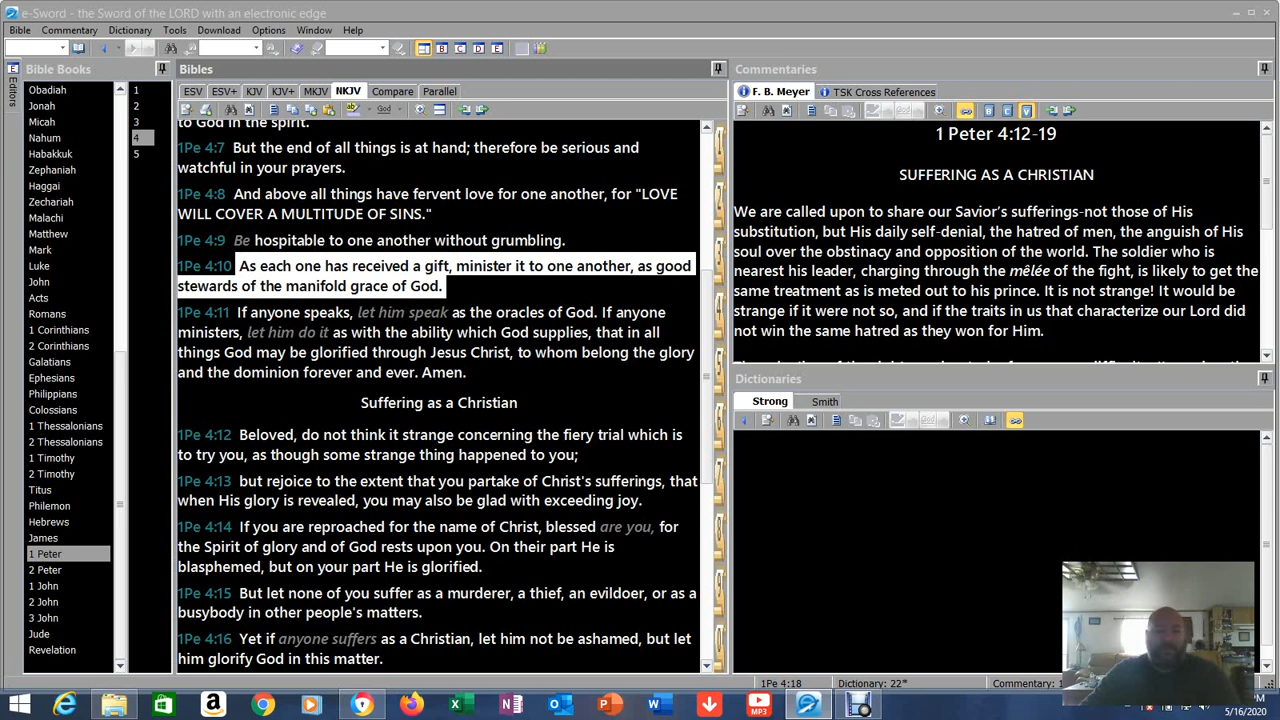 e-Sword - the Sword of the LORD with an electronic edge
Bible Commentary Dictionary Tools Download Options Window Help
B C D E
Editors
Bible Books
Obadiah
Jonah
Micah
Nahum
Habakkuk
Zephaniah
Haggai
Zechariah
Malachi
Matthew
Mark
Luke
John
Acts
Romans
1 Corinthians
2 Corinthians
Galatians
Ephesians
Philippians
Colossians
1 Thessalonians
2 Thessalonians
1 Timothy
2 Timothy
Titus
Philemon
Hebrews
James
1 Peter
2 Peter
1 John
2 John
3 John
Jude
Revelation
1
2
3
4
5
Bibles
ESV ESV+ KJV KJV+ MKJV NKJV Compare Parallel
God
to God in the spirit.
1Pe 4:7 But the end of all things is at hand; therefore be serious and
watchful in your prayers.
1Pe 4:8 And above all things have fervent love for one another, for "LOVE
WILL COVER A MULTITUDE OF SINS."
1Pe 4:9 Be hospitable to one another without grumbling.
1Pe 4:10 As each one has received a gift, minister it to one another, as good
stewards of the manifold grace of God.
1Pe 4:11 If anyone speaks, let him speak as the oracles of God. If anyone
ministers, let him do it as with the ability which God supplies, that in all
things God may be glorified through Jesus Christ, to whom belong the glory
and the dominion forever and ever. Amen.
Suffering as a Christian
1Pe 4:12 Beloved, do not think it strange concerning the fiery trial which is
to try you, as though some strange thing happened to you;
1Pe 4:13 but rejoice to the extent that you partake of Christ's sufferings, that
when His glory is revealed, you may also be glad with exceeding joy.
1Pe 4:14 If you are reproached for the name of Christ, blessed are you, for
the Spirit of glory and of God rests upon you. On their part He is
blasphemed, but on your part He is glorified.
1Pe 4:15 But let none of you suffer as a murderer, a thief, an evildoer, or as a
busybody in other people's matters.
1Pe 4:16 Yet if anyone suffers as a Christian, let him not be ashamed, but let
him glorify God in this matter.
Commentaries
F. B. Meyer TSK Cross References
B C V
1 Peter 4:12-19
SUFFERING AS A CHRISTIAN
We are called upon to share our Savior's sufferings-not those of His
substitution, but His daily self-denial, the hatred of men, the anguish of His
soul over the obstinacy and opposition of the world. The soldier who is
nearest his leader, charging through the mêlée of the fight, is likely to get the
same treatment as is meted out to his prince. It is not strange! It would be
strange if it were not so, and if the traits in us that characterize our Lord did
not win the same hatred as they won for Him.
Dictionaries
Strong Smith
1Pe 4:18 Dictionary: 22* Commentary: 1
MP3
5/16/2020